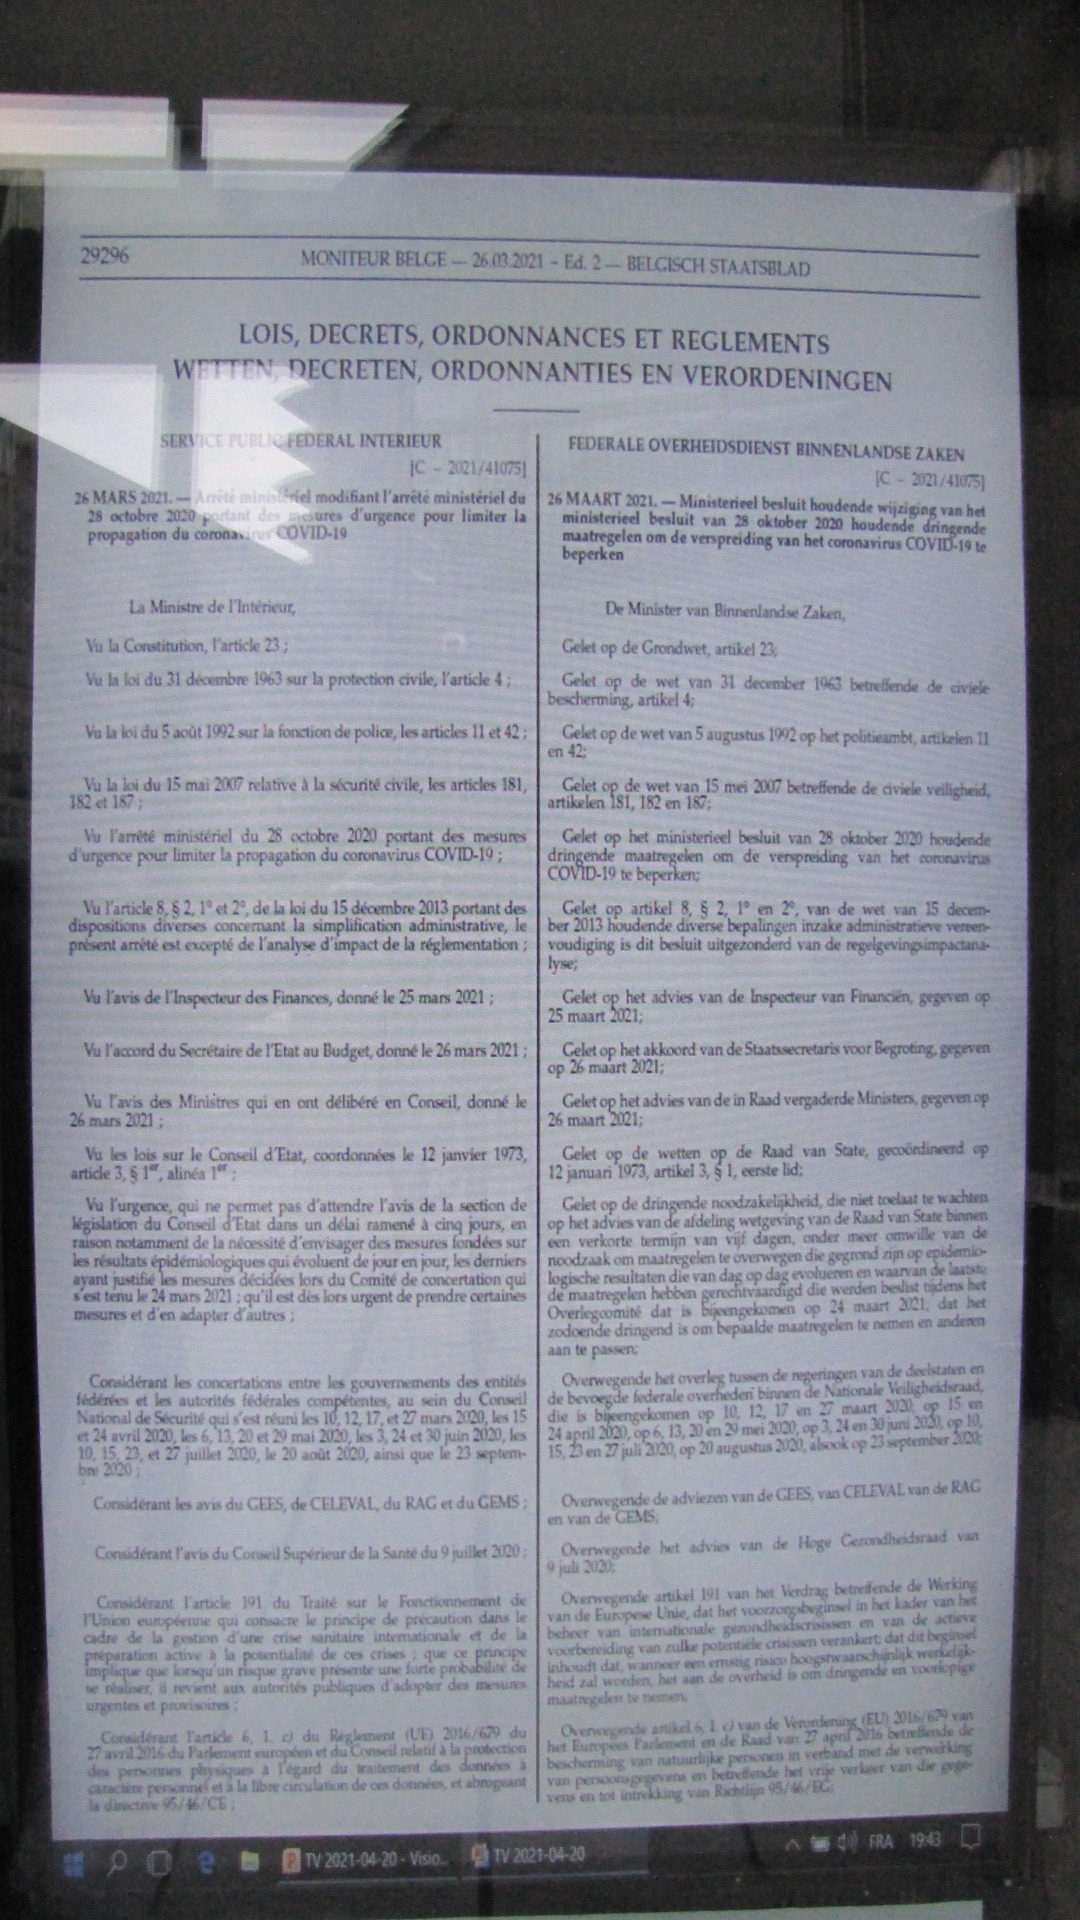 29296
MONITEUR BELGE — 26.03.2021 - Ed. 2 — BELGISCH STAATSBLAD
LOIS, DECRETS, ORDONNANCES ET REGLEMENTS
WETTEN, DECRETEN, ORDONNANTIES EN VERORDENINGEN
SERVICE PUBLIC FEDERAL INTERIEUR
[C – 2021/41075]
26 MARS 2021. — Arrêté ministériel modifiant l'arrêté ministériel du
28 octobre 2020 portant des mesures d'urgence pour limiter la
propagation du coronavirus COVID-19
La Ministre de l'Intérieur,
Vu la Constitution, l'article 23 ;
Vu la loi du 31 décembre 1963 sur la protection civile, l'article 4 ;
Vu la loi du 5 août 1992 sur la fonction de police, les articles 11 et 42 ;
Vu la loi du 15 mai 2007 relative à la sécurité civile, les articles 181,
182 et 187 ;
Vu l'arrêté ministériel du 28 octobre 2020 portant des mesures
d'urgence pour limiter la propagation du coronavirus COVID-19 ;
Vu l'article 8, § 2, 1° et 2°, de la loi du 15 décembre 2013 portant des
dispositions diverses concernant la simplification administrative, le
présent arrêté est excepté de l'analyse d'impact de la réglementation ;
Vu l'avis de l'Inspecteur des Finances, donné le 25 mars 2021 ;
Vu l'accord du Secrétaire de l'Etat au Budget, donné le 26 mars 2021 ;
Vu l'avis des Ministres qui en ont délibéré en Conseil, donné le
26 mars 2021 ;
Vu les lois sur le Conseil d'Etat, coordonnées le 12 janvier 1973,
article 3, § 1er, alinéa 1er ;
Vu l'urgence, qui ne permet pas d'attendre l'avis de la section de
législation du Conseil d'Etat dans un délai ramené à cinq jours, en
raison notamment de la nécessité d'envisager des mesures fondées sur
les résultats épidémiologiques qui évoluent de jour en jour, les derniers
ayant justifié les mesures décidées lors du Comité de concertation qui
s'est tenu le 24 mars 2021 ; qu'il est dès lors urgent de prendre certaines
mesures et d'en adapter d'autres ;
Considérant les concertations entre les gouvernements des entités
fédérées et les autorités fédérales compétentes, au sein du Conseil
National de Sécurité qui s'est réuni les 10, 12, 17, et 27 mars 2020, les 15
et 24 avril 2020, les 6, 13, 20 et 29 mai 2020, les 3, 24 et 30 juin 2020, les
10, 15, 23, et 27 juillet 2020, le 20 août 2020, ainsi que le 23 septem-
bre 2020 ;
Considérant les avis du GEES, de CELEVAL, du RAG et du GEMS ;
Considérant l'avis du Conseil Supérieur de la Santé du 9 juillet 2020 ;
Considérant l'article 191 du Traité sur le Fonctionnement de
l'Union européenne qui consacre le principe de précaution dans le
cadre de la gestion d'une crise sanitaire internationale et de la
préparation active à la potentialité de ces crises ; que ce principe
implique que lorsqu'un risque grave présente une forte probabilité de
se réaliser, il revient aux autorités publiques d'adopter des mesures
urgentes et provisoires ;
Considérant l'article 6, 1. c) du Règlement (UE) 2016/679 du
27 avril 2016 du Parlement européen et du Conseil relatif à la protection
des personnes physiques à l'égard du traitement des données à
caractère personnel et à la libre circulation de ces données, et abrogeant
la directive 95/46/CE ;
FEDERALE OVERHEIDSDIENST BINNENLANDSE ZAKEN
[C – 2021/41075]
26 MAART 2021. — Ministerieel besluit houdende wijziging van het
ministerieel besluit van 28 oktober 2020 houdende dringende
maatregelen om de verspreiding van het coronavirus COVID-19 te
beperken
De Minister van Binnenlandse Zaken,
Gelet op de Grondwet, artikel 23;
Gelet op de wet van 31 december 1963 betreffende de civiele
bescherming, artikel 4;
Gelet op de wet van 5 augustus 1992 op het politieambt, artikelen 11
en 42;
Gelet op de wet van 15 mei 2007 betreffende de civiele veiligheid,
artikelen 181, 182 en 187;
Gelet op het ministerieel besluit van 28 oktober 2020 houdende
dringende maatregelen om de verspreiding van het coronavirus
COVID-19 te beperken;
Gelet op artikel 8, § 2, 1° en 2°, van de wet van 15 decem-
ber 2013 houdende diverse bepalingen inzake administratieve vereen-
voudiging is dit besluit uitgezonderd van de regelgevingsimpactana-
lyse;
Gelet op het advies van de Inspecteur van Financiën, gegeven op
25 maart 2021;
Gelet op het akkoord van de Staatssecretaris voor Begroting, gegeven
op 26 maart 2021;
Gelet op het advies van de in Raad vergaderde Ministers, gegeven op
26 maart 2021;
Gelet op de wetten op de Raad van State, gecoördineerd op
12 januari 1973, artikel 3, § 1, eerste lid;
Gelet op de dringende noodzakelijkheid, die niet toelaat te wachten
op het advies van de afdeling wetgeving van de Raad van State binnen
een verkorte termijn van vijf dagen, onder meer omwille van de
noodzaak om maatregelen te overwegen die gegrond zijn op epidemio-
logische resultaten die van dag op dag evolueren en waarvan de laatste
de maatregelen hebben gerechtvaardigd die werden beslist tijdens het
Overlegcomité dat is bijeengekomen op 24 maart 2021; dat het
zodoende dringend is om bepaalde maatregelen te nemen en anderen
aan te passen;
Overwegende het overleg tussen de regeringen van de deelstaten en
de bevoegde federale overheden binnen de Nationale Veiligheidsraad,
die is bijeengekomen op 10, 12, 17 en 27 maart 2020, op 15 en
24 april 2020, op 6, 13, 20 en 29 mei 2020, op 3, 24 en 30 juni 2020, op 10,
15, 23 en 27 juli 2020, op 20 augustus 2020, alsook op 23 september 2020;
Overwegende de adviezen van de GEES, van CELEVAL van de RAG
en van de GEMS;
Overwegende het advies van de Hoge Gezondheidsraad van
9 juli 2020;
Overwegende artikel 191 van het Verdrag betreffende de Werking
van de Europese Unie, dat het voorzorgsbeginsel in het kader van het
beheer van internationale gezondheidscrisissen en van de actieve
voorbereiding van zulke potentiële crisissen verankert; dat dit beginsel
inhoudt dat, wanneer een ernstig risico hoogstwaarschijnlijk werkelijk-
heid zal worden, het aan de overheid is om dringende en voorlopige
maatregelen te nemen;
Overwegende artikel 6, 1. c) van de Verordening (EU) 2016/679 van
het Europees Parlement en de Raad van 27 april 2016 betreffende de
bescherming van natuurlijke personen in verband met de verwerking
van persoonsgegevens en betreffende het vrije verkeer van die gege-
vens en tot intrekking van Richtlijn 95/46/EG;
TV 2021-04-20 - Visio...
TV 2021-04-20
FRA
19:43